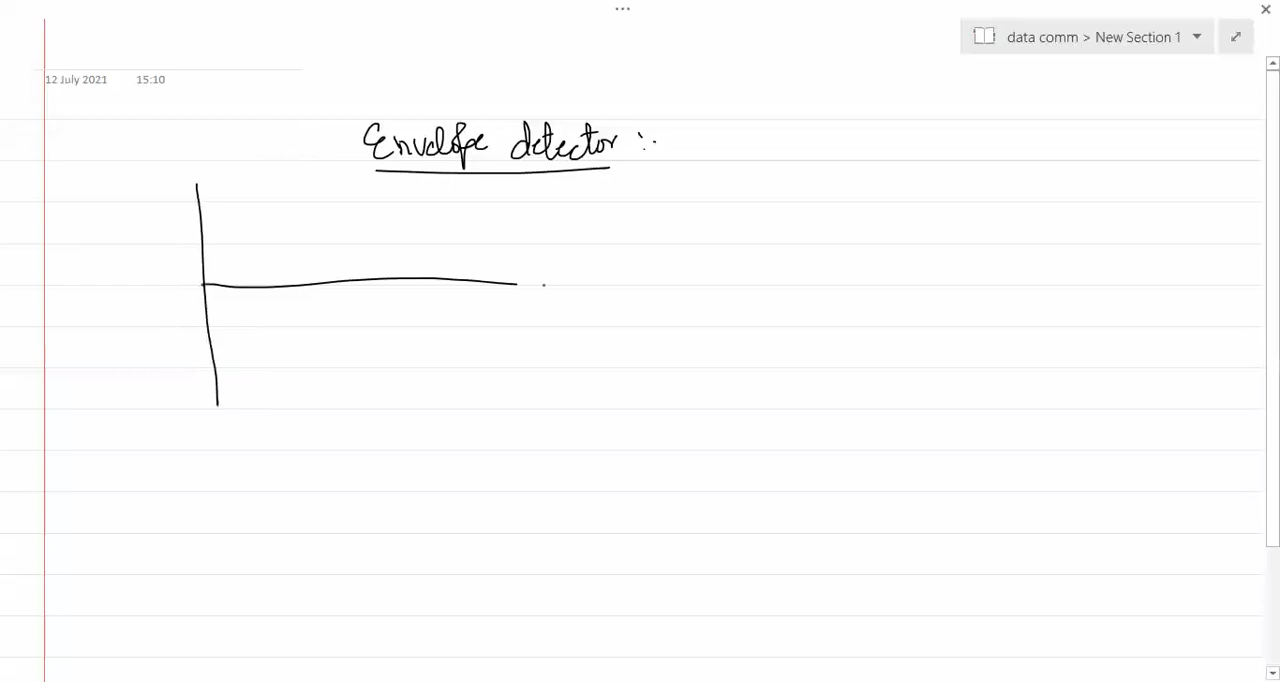 data comm > New Section 1
12 July 2021 15:10
Envelope detector :-